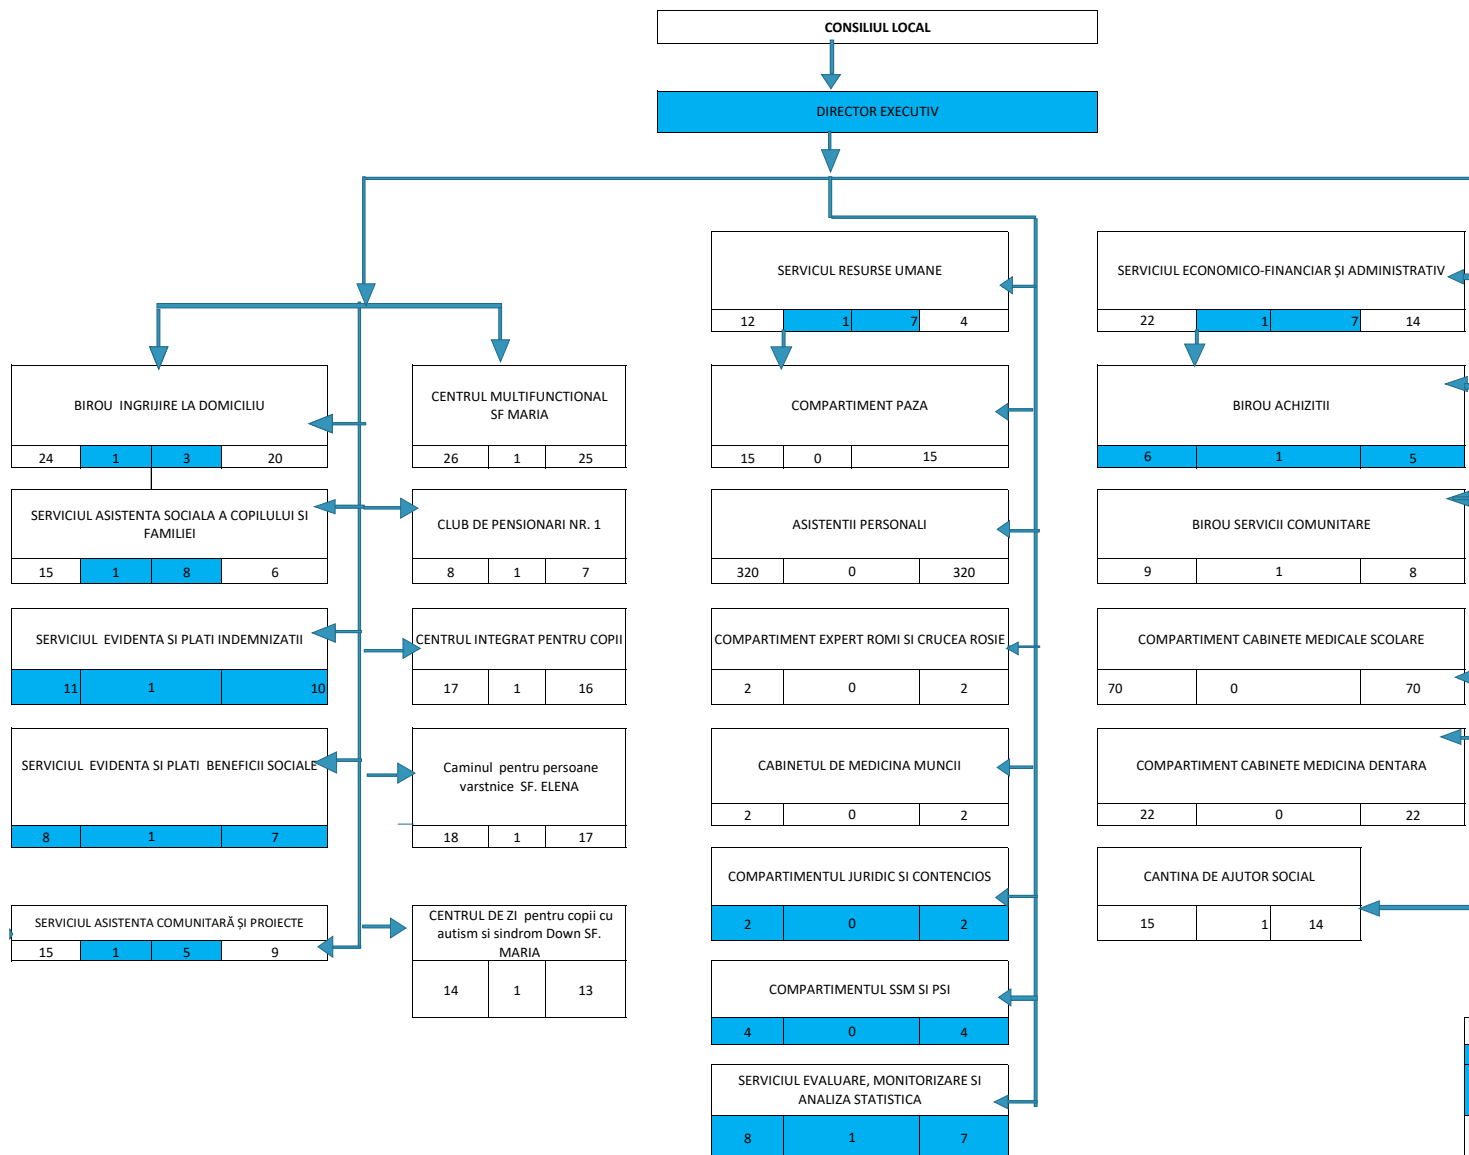 CONSILIUL LOCAL
DIRECTOR EXECUTIV
BIROU INGRIJIRE LA DOMICILIU
24 1 3 20
SERVICIUL ASISTENTA SOCIALA A COPILULUI SI
FAMILIEI
15 1 8 6
SERVICIUL EVIDENTA SI PLATI INDEMNIZATII
11 1 10
SERVICIUL EVIDENTA SI PLATI BENEFICII SOCIALE
8 1 7
SERVICIUL ASISTENTA COMUNITARĂ ȘI PROIECTE
15 1 5 9
CENTRUL MULTIFUNCTIONAL
SF MARIA
26 1 25
CLUB DE PENSIONARI NR. 1
8 1 7
CENTRUL INTEGRAT PENTRU COPII
17 1 16
Caminul pentru persoane
varstnice SF. ELENA
18 1 17
CENTRUL DE ZI pentru copii cu
autism si sindrom Down SF.
MARIA
14 1 13
SERVICUL RESURSE UMANE
12 1 7 4
COMPARTIMENT PAZA
15 0 15
ASISTENTII PERSONALI
320 0 320
COMPARTIMENT EXPERT ROMI SI CRUCEA ROSIE
2 0 2
CABINETUL DE MEDICINA MUNCII
2 0 2
COMPARTIMENTUL JURIDIC SI CONTENCIOS
2 0 2
COMPARTIMENTUL SSM SI PSI
4 0 4
SERVICIUL EVALUARE, MONITORIZARE SI
ANALIZA STATISTICA
8 1 7
SERVICIUL ECONOMICO-FINANCIAR ȘI ADMINISTRATIV
22 1 7 14
BIROU ACHIZITII
6 1 5
BIROU SERVICII COMUNITARE
9 1 8
COMPARTIMENT CABINETE MEDICALE SCOLARE
70 0 70
COMPARTIMENT CABINETE MEDICINA DENTARA
22 0 22
CANTINA DE AJUTOR SOCIAL
15 1 14